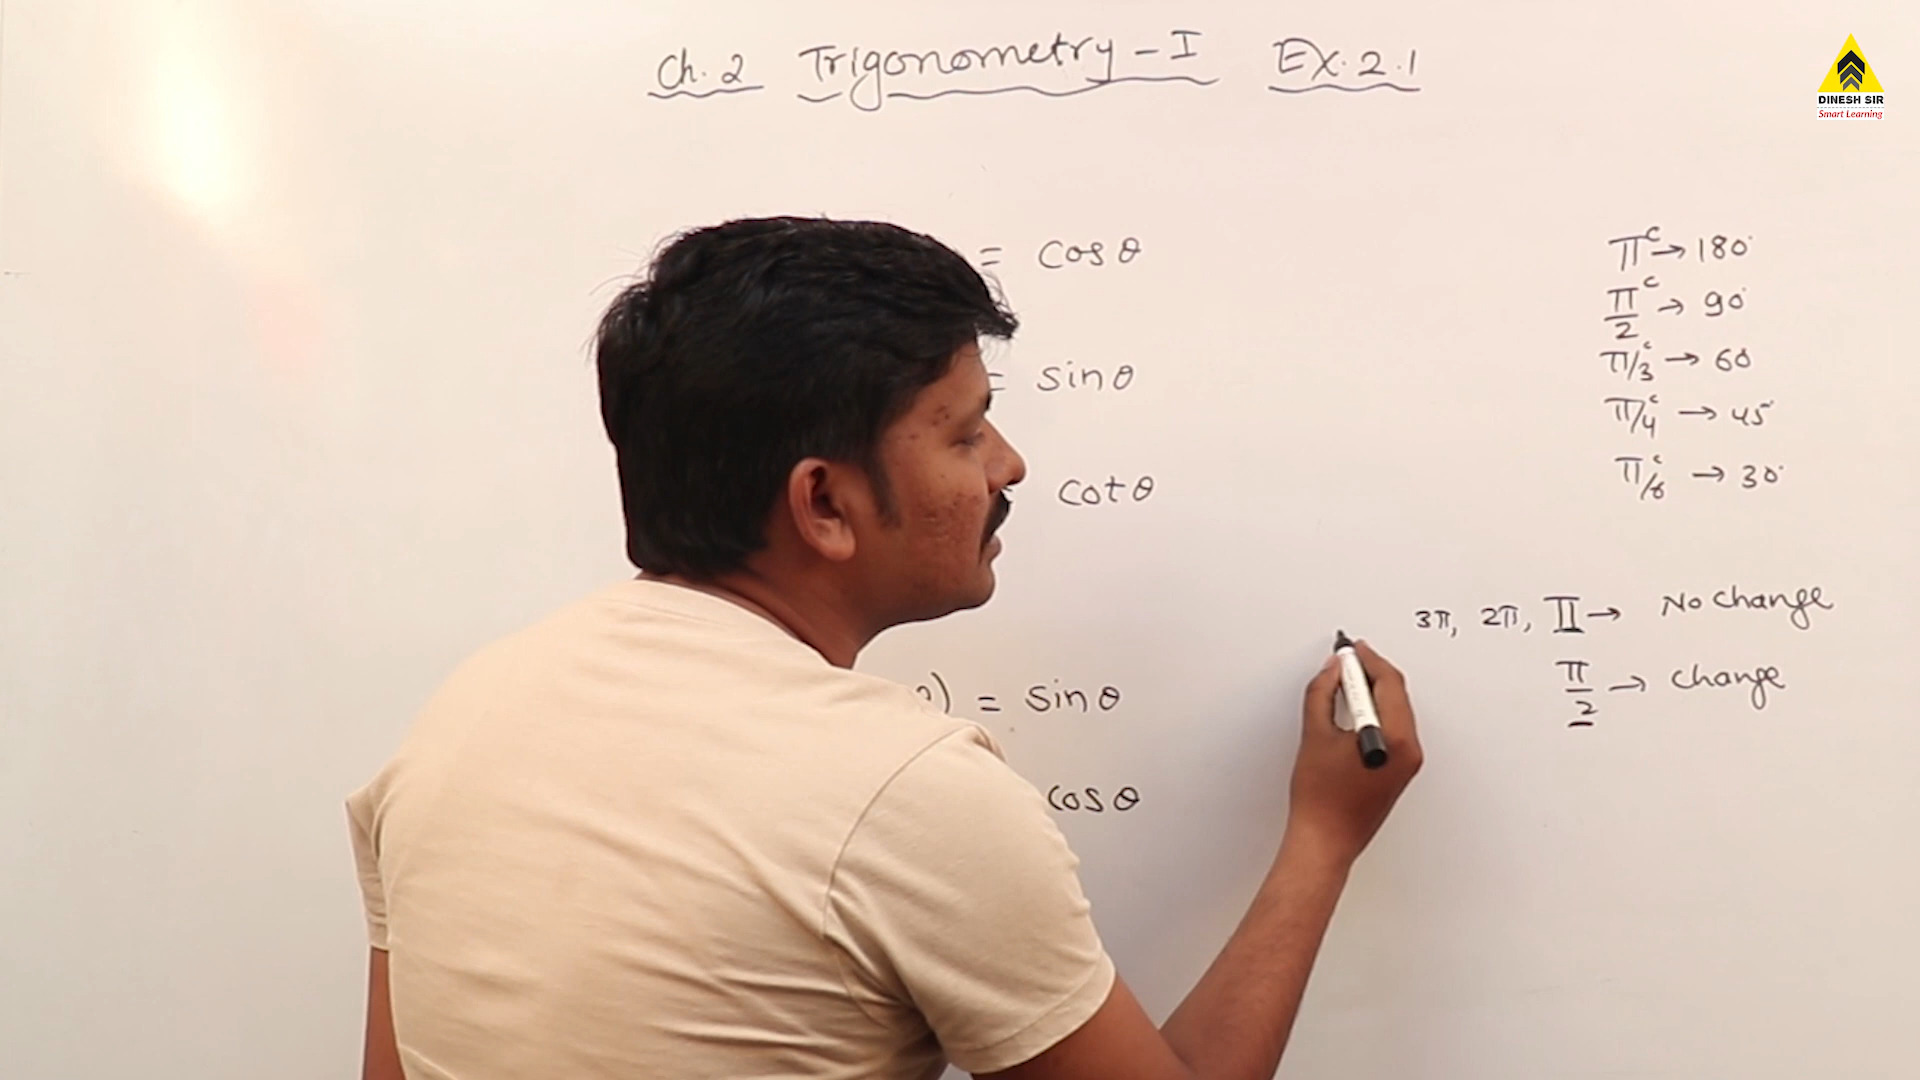 Ch. 2 Trigonometry - I Ex. 2.1
DINESH SIR
Smart Learning
= cos θ
= sin θ
cot θ
θ) = sin θ
cos θ
π^c → 180°
π/2^c → 90°
π/3^c → 60
π/4^c → 45°
π/6^c → 30°
3π, 2π, π → No change
π/2 → change